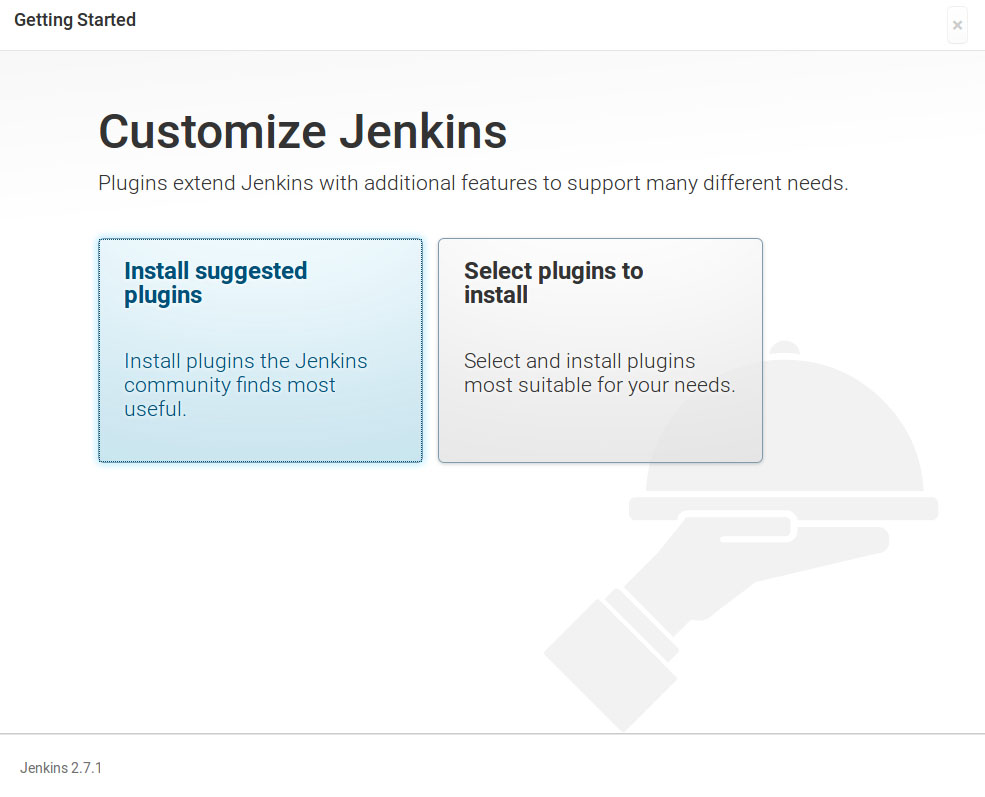 Getting Started
×
Customize Jenkins
Plugins extend Jenkins with additional features to support many different needs.
Install suggested
plugins
Install plugins the Jenkins
community finds most
useful.
Select plugins to
install
Select and install plugins
most suitable for your needs.
Jenkins 2.7.1